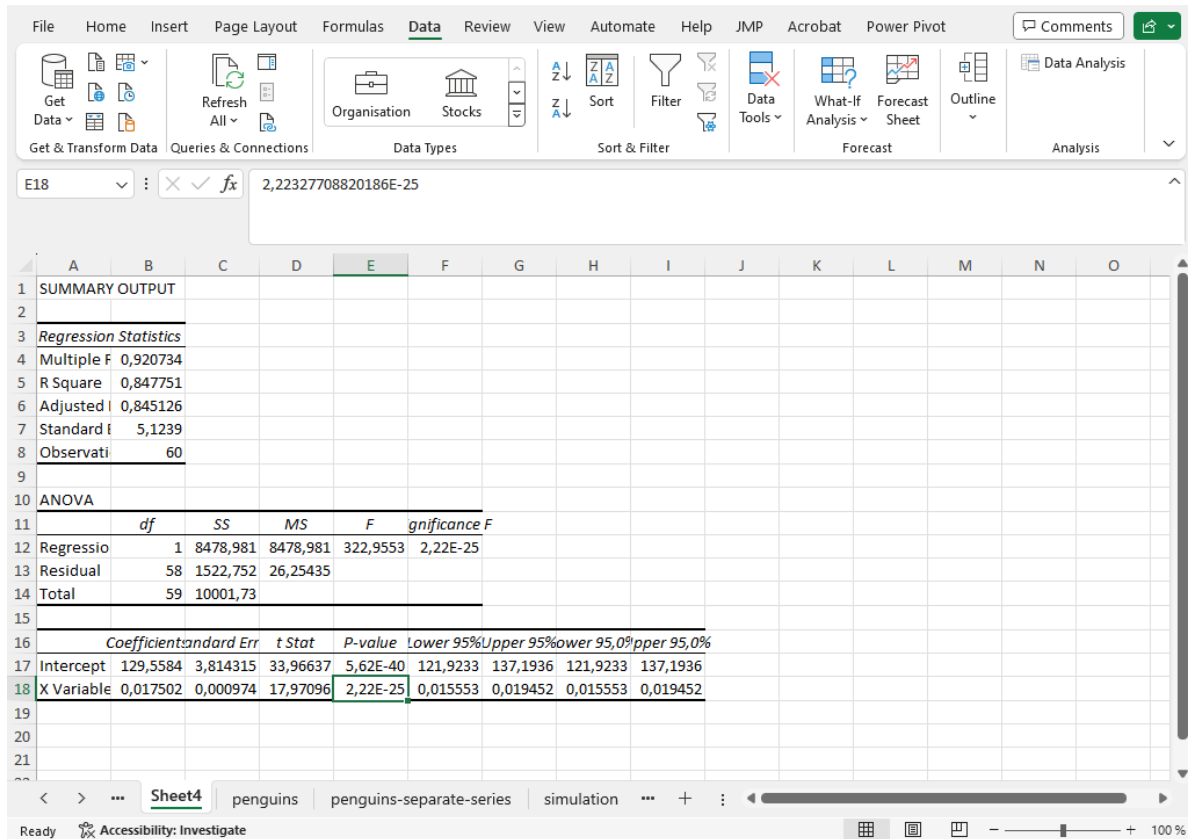 File Home Insert Page Layout Formulas Data Review View Automate Help JMP Acrobat Power Pivot Comments
Get Data Refresh All Organisation Stocks Sort Filter Data Tools What-If Analysis Forecast Sheet Outline Data Analysis
Get & Transform Data Queries & Connections Data Types Sort & Filter Forecast Analysis
E18 fx 2,22327708820186E-25
A B C D E F G H I J K L M N O
1 SUMMARY OUTPUT
2
3 Regression Statistics
4 Multiple F 0,920734
5 R Square 0,847751
6 Adjusted 0,845126
7 Standard 5,1239
8 Observati 60
9
10 ANOVA
11 df SS MS F gnificance F
12 Regressio 1 8478,981 8478,981 322,9553 2,22E-25
13 Residual 58 1522,752 26,25435
14 Total 59 10001,73
15
16 Coefficients andard Err t Stat P-value Lower 95% Upper 95% ower 95,0% pper 95,0%
17 Intercept 129,5584 3,814315 33,96637 5,62E-40 121,9233 137,1936 121,9233 137,1936
18 X Variable 0,017502 0,000974 17,97096 2,22E-25 0,015553 0,019452 0,015553 0,019452
19
20
21
Sheet4 penguins penguins-separate-series simulation
Ready Accessibility: Investigate 100 %